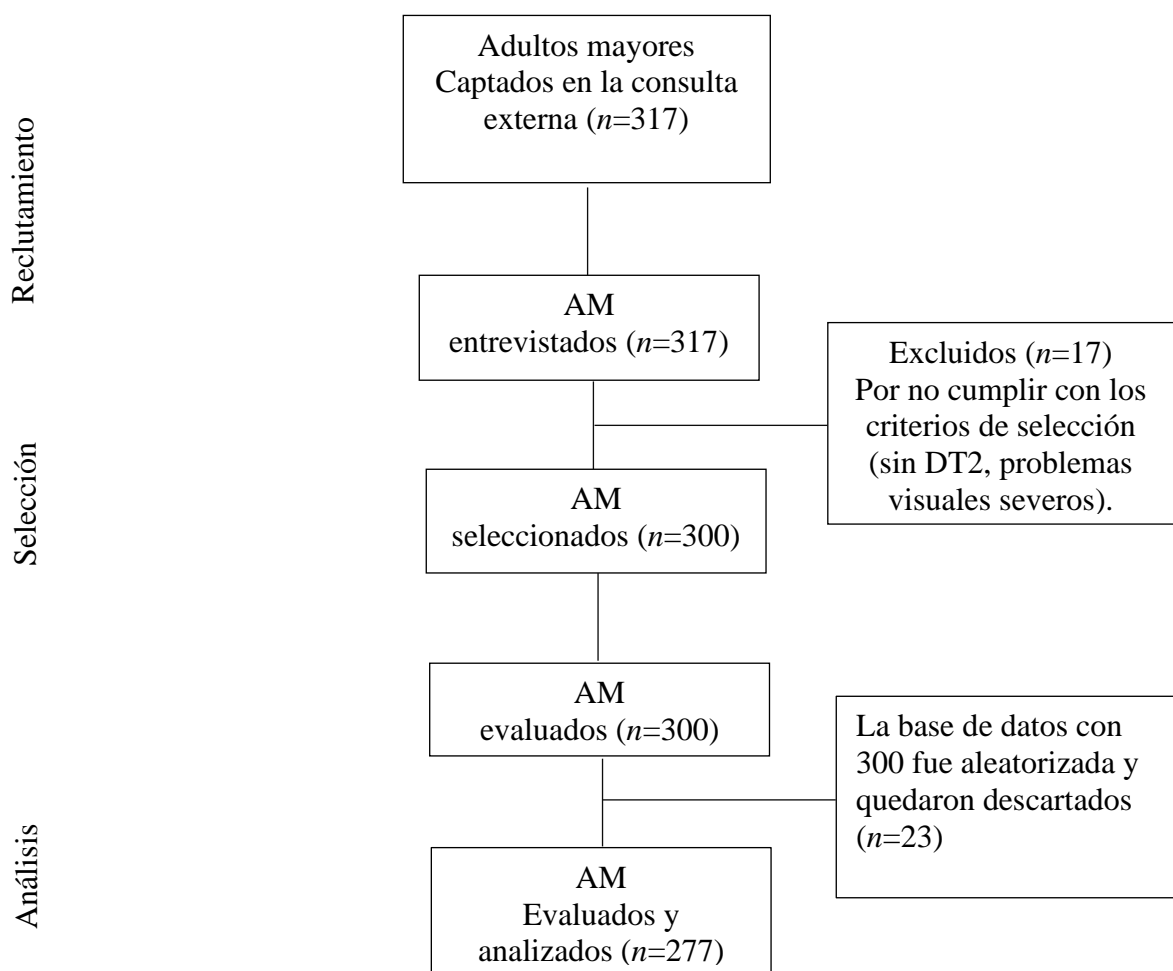 Reclutamiento
Adultos mayores
Captados en la consulta
externa (n=317)
AM
entrevistados (n=317)
Excluidos (n=17)
Por no cumplir con los
criterios de selección
(sin DT2, problemas
visuales severos).
Selección
AM
seleccionados (n=300)
AM
evaluados (n=300)
La base de datos con
300 fue aleatorizada y
quedaron descartados
(n=23)
Análisis
AM
Evaluados y
analizados (n=277)